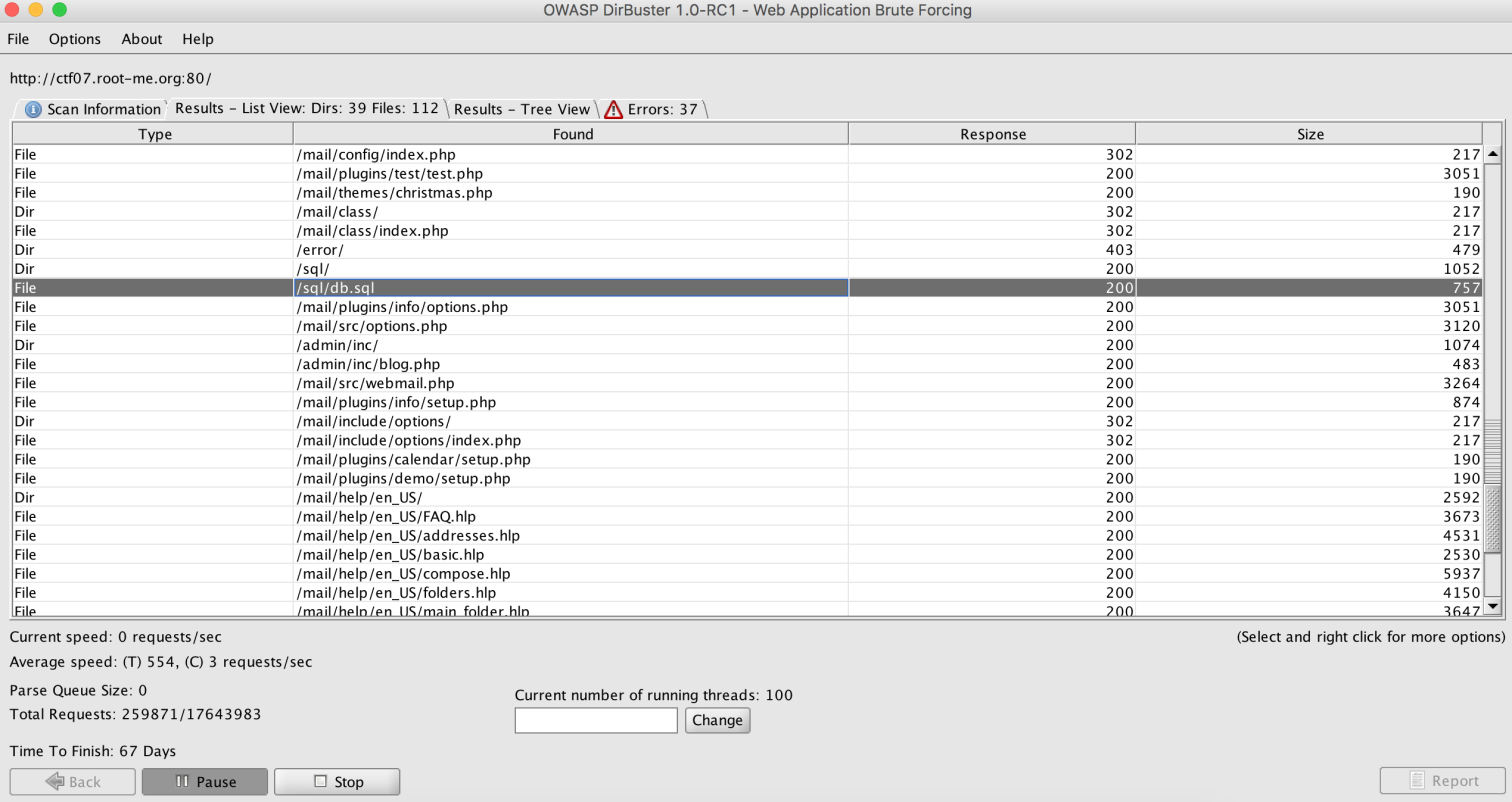 OWASP DirBuster 1.0-RC1 - Web Application Brute Forcing
File Options About Help
http://ctf07.root-me.org:80/
Scan Information Results - List View: Dirs: 39 Files: 112 Results - Tree View Errors: 37
Type Found Response Size
File /mail/config/index.php 302 217
File /mail/plugins/test/test.php 200 3051
File /mail/themes/christmas.php 200 190
Dir /mail/class/ 302 217
File /mail/class/index.php 302 217
Dir /error/ 403 479
Dir /sql/ 200 1052
File /sql/db.sql 200 757
File /mail/plugins/info/options.php 200 3051
File /mail/src/options.php 200 3120
Dir /admin/inc/ 200 1074
File /admin/inc/blog.php 200 483
File /mail/src/webmail.php 200 3264
File /mail/plugins/info/setup.php 200 874
Dir /mail/include/options/ 302 217
File /mail/include/options/index.php 302 217
File /mail/plugins/calendar/setup.php 200 190
File /mail/plugins/demo/setup.php 200 190
Dir /mail/help/en_US/ 200 2592
File /mail/help/en_US/FAQ.hlp 200 3673
File /mail/help/en_US/addresses.hlp 200 4531
File /mail/help/en_US/basic.hlp 200 2530
File /mail/help/en_US/compose.hlp 200 5937
File /mail/help/en_US/folders.hlp 200 4150
File /mail/help/en_US/main_folder.hlp 200 3647
Current speed: 0 requests/sec (Select and right click for more options)
Average speed: (T) 554, (C) 3 requests/sec
Parse Queue Size: 0 Current number of running threads: 100
Total Requests: 259871/17643983 Change
Time To Finish: 67 Days
Back Pause Stop Report